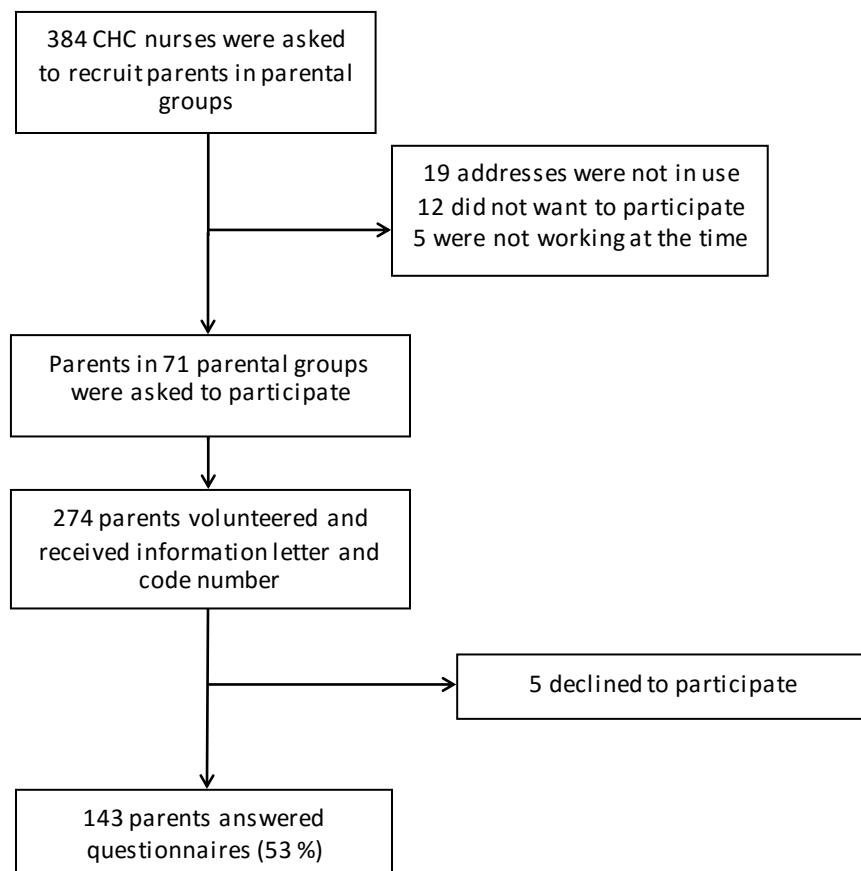 384 CHC nurses were asked
to recruit parents in parental
groups
19 addresses were not in use
12 did not want to participate
5 were not working at the time
Parents in 71 parental groups
were asked to participate
274 parents volunteered and
received information letter and
code number
5 declined to participate
143 parents answered
questionnaires (53 %)